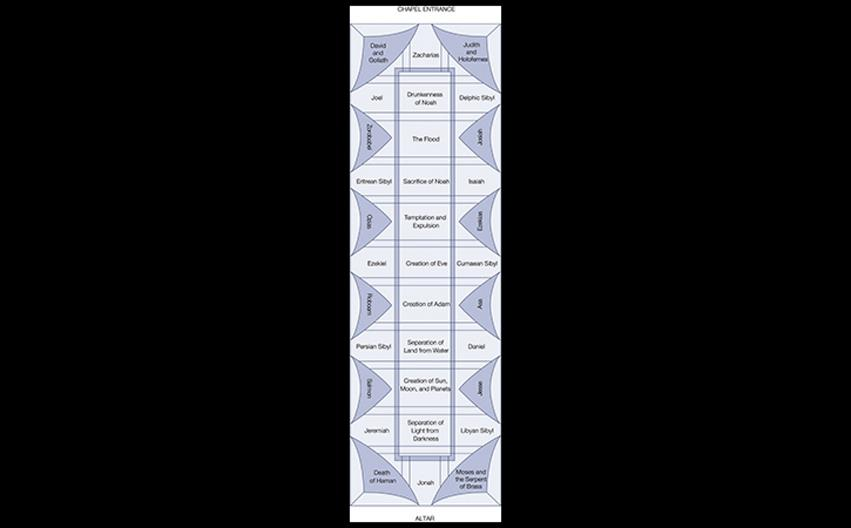 CHAPEL ENTRANCE
David
and
Goliath
Zacharias
Judith
and
Holofernes
Joel
Drunkenness
of Noah
Delphic Sibyl
Zorobabel
The Flood
Josiah
Eritrean Sibyl
Sacrifice of Noah
Isaiah
Ozias
Temptation and
Expulsion
Ezekias
Ezekiel
Creation of Eve
Cumaean Sibyl
Roboam
Creation of Adam
Asa
Persian Sibyl
Separation of
Land from Water
Daniel
Salmon
Creation of Sun,
Moon, and Planets
Jesse
Jeremiah
Separation of
Light from
Darkness
Libyan Sibyl
Death
of Haman
Jonah
Moses and
the Serpent
of Brass
ALTAR